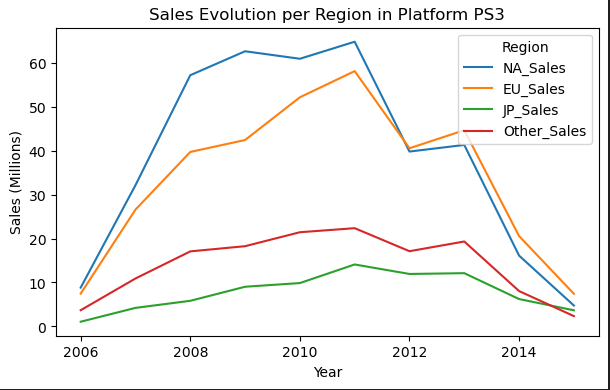 Sales Evolution per Region in Platform PS3
Region
NA_Sales
EU_Sales
JP_Sales
Other_Sales
Sales (Millions)
60
50
40
30
20
10
0
2006
2008
2010
2012
2014
Year